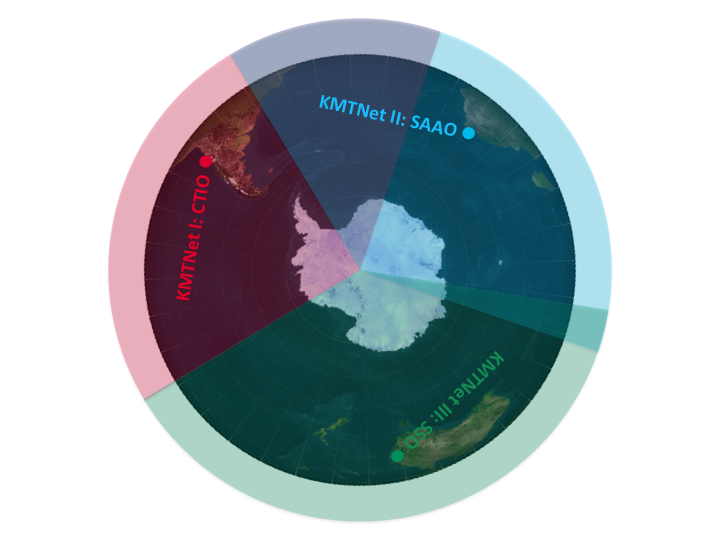 KMTNet II: SAAO
KMTNet I: CTIO
KMTNet III: SSO